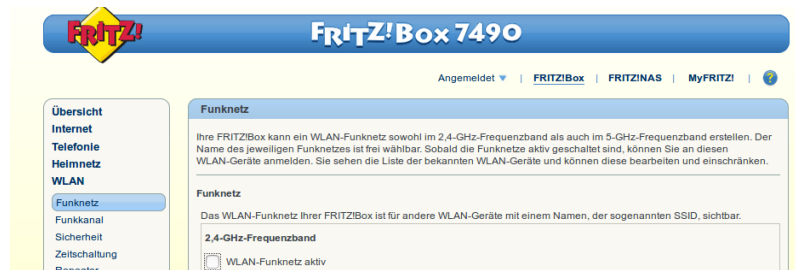 FRITZ!
FRITZ!Box 7490
Angemeldet | FRITZ!Box | FRITZ!NAS | MyFRITZ! | ?
Übersicht
Internet
Telefonie
Heimnetz
WLAN
Funknetz
Funkkanal
Sicherheit
Zeitschaltung
Repeater
Funknetz
Ihre FRITZ!Box kann ein WLAN-Funknetz sowohl im 2,4-GHz-Frequenzband als auch im 5-GHz-Frequenzband erstellen. Der
Name des jeweiligen Funknetzes ist frei wählbar. Sobald die Funknetze aktiv geschaltet sind, können Sie an diesen
WLAN-Geräte anmelden. Sie sehen die Liste der bekannten WLAN-Geräte und können diese bearbeiten und einschränken.
Funknetz
Das WLAN-Funknetz Ihrer FRITZ!Box ist für andere WLAN-Geräte mit einem Namen, der sogenannten SSID, sichtbar.
2,4-GHz-Frequenzband
WLAN-Funknetz aktiv